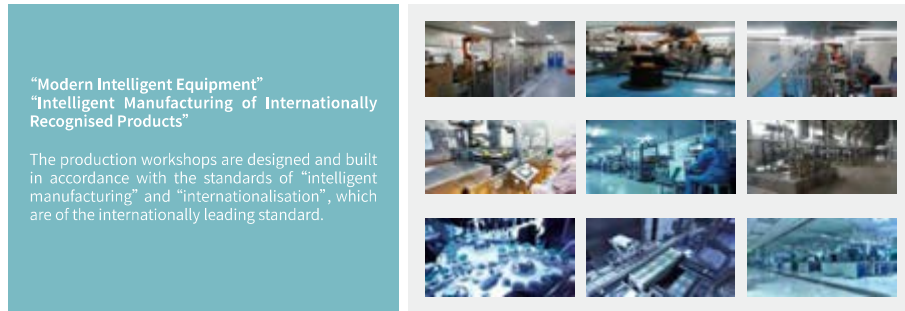 “Modern Intelligent Equipment”
“Intelligent Manufacturing of Internationally
Recognised Products”
The production workshops are designed and built
in accordance with the standards of “intelligent
manufacturing” and “internationalisation”, which
are of the internationally leading standard.